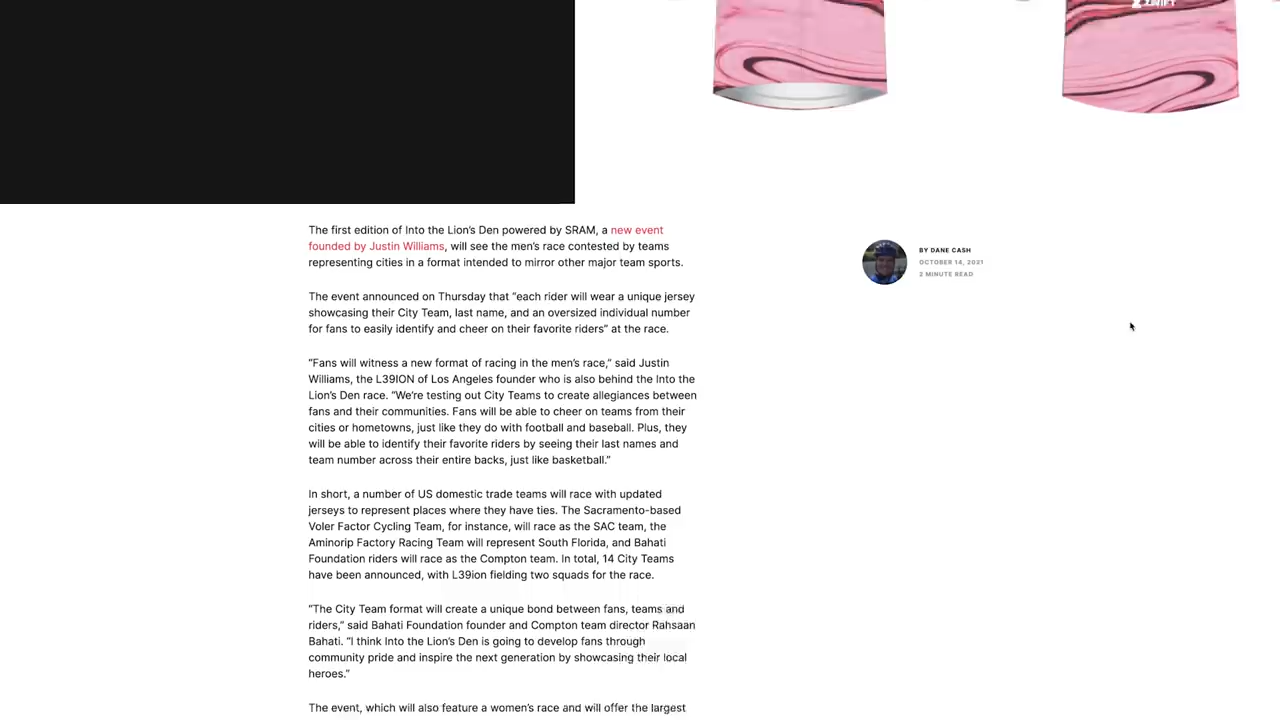 ZWIFT
The first edition of Into the Lion's Den powered by SRAM, a new event
founded by Justin Williams, will see the men's race contested by teams
representing cities in a format intended to mirror other major team sports.
The event announced on Thursday that “each rider will wear a unique jersey
showcasing their City Team, last name, and an oversized individual number
for fans to easily identify and cheer on their favorite riders” at the race.
“Fans will witness a new format of racing in the men's race,” said Justin
Williams, the L39ION of Los Angeles founder who is also behind the Into the
Lion's Den race. “We're testing out City Teams to create allegiances between
fans and their communities. Fans will be able to cheer on teams from their
cities or hometowns, just like they do with football and baseball. Plus, they
will be able to identify their favorite riders by seeing their last names and
team number across their entire backs, just like basketball.”
In short, a number of US domestic trade teams will race with updated
jerseys to represent places where they have ties. The Sacramento-based
Voler Factor Cycling Team, for instance, will race as the SAC team, the
Aminorip Factory Racing Team will represent South Florida, and Bahati
Foundation riders will race as the Compton team. In total, 14 City Teams
have been announced, with L39ion fielding two squads for the race.
“The City Team format will create a unique bond between fans, teams and
riders,” said Bahati Foundation founder and Compton team director Rahsaan
Bahati. “I think Into the Lion's Den is going to develop fans through
community pride and inspire the next generation by showcasing their local
heroes.”
The event, which will also feature a women's race and will offer the largest
BY DANE CASH
OCTOBER 14, 2021
2 MINUTE READ